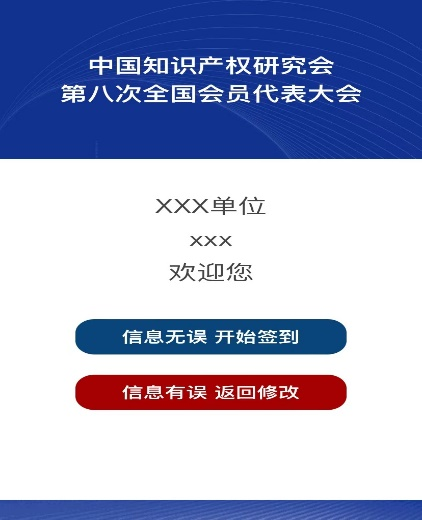 中国知识产权研究会
第八次全国会员代表大会
XXX单位
xxx
欢迎您
信息无误 开始签到
信息有误 返回修改